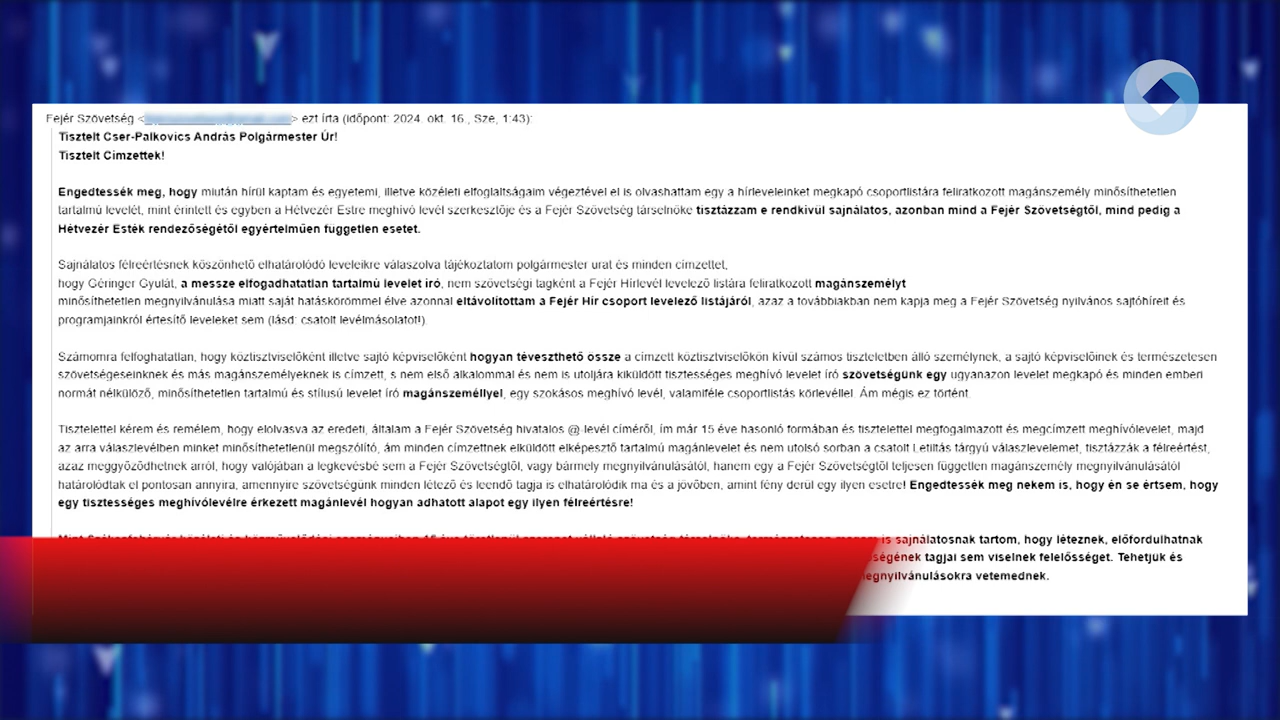 Fejér Szövetség < > ezt írta (időpont: 2024. okt. 16., Sze, 1:43):
Tisztelt Cser-Palkovics András Polgármester Úr!
Tisztelt Címzettek!
Engedtessék meg, hogy miután hírül kaptam és egyetemi, illetve közéleti elfoglaltságaim végeztével el is olvashattam egy a hírleveleinket megkapó csoportlistára feliratkozott magánszemély minősíthetetlen
tartalmú levelét, mint érintett és egyben a Hétvezér Estre meghívó levél szerkesztője és a Fejér Szövetség társelnöke tisztázzam e rendkívül sajnálatos, azonban mind a Fejér Szövetségtől, mind pedig a
Hétvezér Esték rendezőségétől egyértelműen független esetet.
Sajnálatos félreértésnek köszönhető elhatárolódó leveleikre válaszolva tájékoztatom polgármester urat és minden címzettet,
hogy Géringer Gyulát, a messze elfogadhatatlan tartalmú levelet író, nem szövetségi tagként a Fejér Hírlevél levelező listára feliratkozott magánszemélyt
minősíthetetlen megnyilvánulása miatt saját hatáskörömmel élve azonnal eltávolítottam a Fejér Hír csoport levelező listájáról, azaz a továbbiakban nem kapja meg a Fejér Szövetség nyilvános sajtóhíreit és
programjainkról értesítő leveleket sem (lásd: csatolt levélmásolatot!).
Számomra felfoghatatlan, hogy köztisztviselőként illetve sajtó képviselőként hogyan téveszthető össze a címzett köztisztviselőkön kívül számos tiszteletben álló személynek, a sajtó képviselőinek és természetesen
szövetségeseinknek és más magánszemélyeknek is címzett, s nem első alkalommal és nem is utoljára kiküldött tisztességes meghívó levelet író szövetségünk egy ugyanazon levelet megkapó és minden emberi
normát nélkülöző, minősíthetetlen tartalmú és stílusú levelet író magánszeméllyel, egy szokásos meghívó levél, valamiféle csoportlistás körlevéllel. Ám mégis ez történt.
Tisztelettel kérem és remélem, hogy elolvasva az eredeti, általam a Fejér Szövetség hivatalos @-levél címéről, ím már 15 éve hasonló formában és tisztelettel megfogalmazott és megcímzett meghívólevelet, majd
az arra válaszlevélben minket minősíthetetlenül megszólító, ám minden címzettnek elküldött elképesztő tartalmú magánlevelet és nem utolsó sorban a csatolt Letiltás tárgyú válaszlevelemet, tisztázzák a félreértést,
azaz meggyőződhetnek arról, hogy valójában a legkevésbé sem a Fejér Szövetségtől, vagy bármely megnyilvánulásától, hanem egy a Fejér Szövetségtől teljesen független magánszemély megnyilvánulásától
határolódtak el pontosan annyira, amennyire szövetségünk minden létező és leendő tagja is elhatárolódik ma és a jövőben, amint fény derül egy ilyen esetre! Engedtessék meg nekem is, hogy én se értsem, hogy
egy tisztességes meghívólevélre érkezett magánlevél hogyan adhatott alapot egy ilyen félreértésre!
is sajnálatosnak tartom, hogy léteznek, előfordulhatnak
tagjai sem viselnek felelősséget. Tehetjük és
megnyilvánulásokra vetemednek.